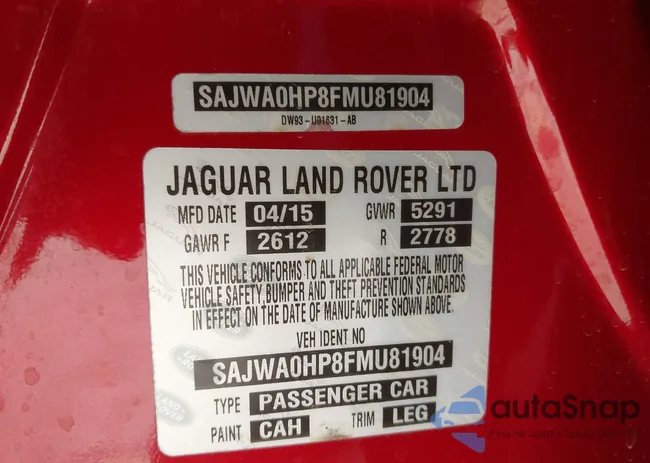 SAJWA0HP8FMU81904
DW93-U01631-AB
JAGUAR LAND ROVER LTD
MFD DATE 04/15 GVWR 5291
GAWR F 2612 R 2778
THIS VEHICLE CONFORMS TO ALL APPLICABLE FEDERAL MOTOR
VEHICLE SAFETY,BUMPER AND THEFT PREVENTION STANDARDS
IN EFFECT ON THE DATE OF MANUFACTURE SHOWN ABOVE.
VEH IDENT NO
SAJWA0HP8FMU81904
TYPE PASSENGER CAR
PAINT CAH TRIM LEG
autaSnap